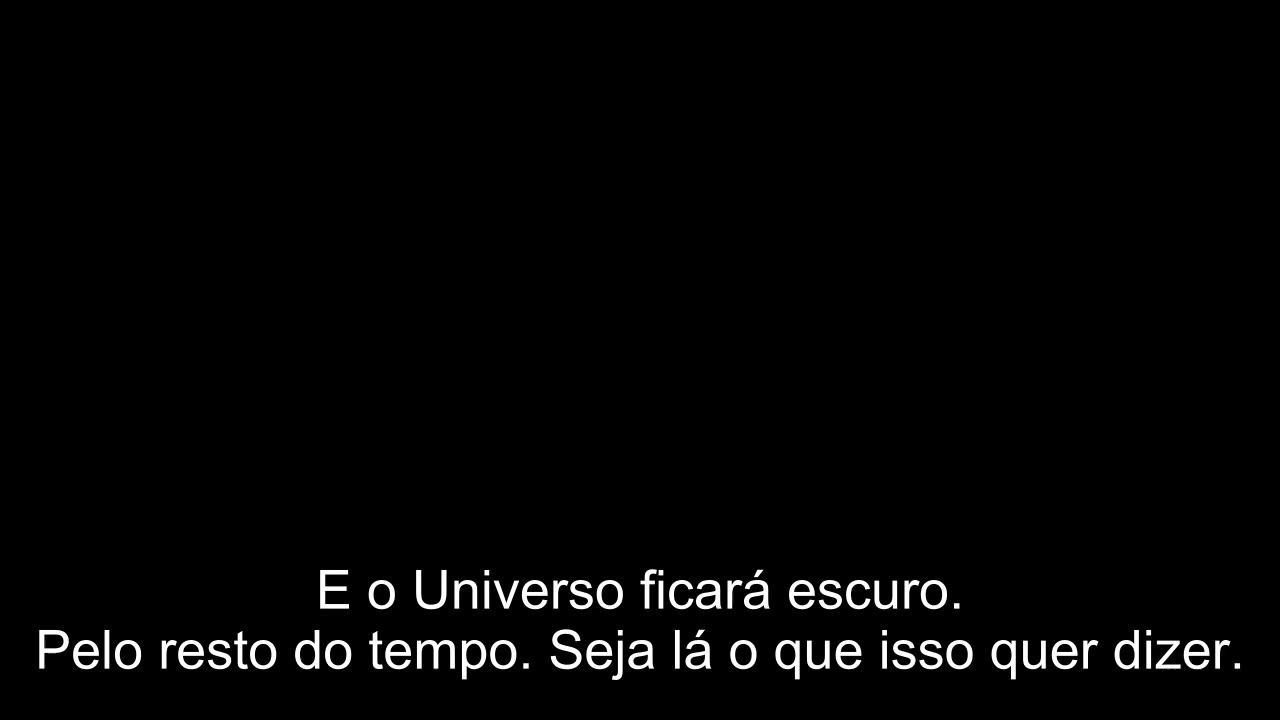 E o Universo ficará escuro.
Pelo resto do tempo. Seja lá o que isso quer dizer.